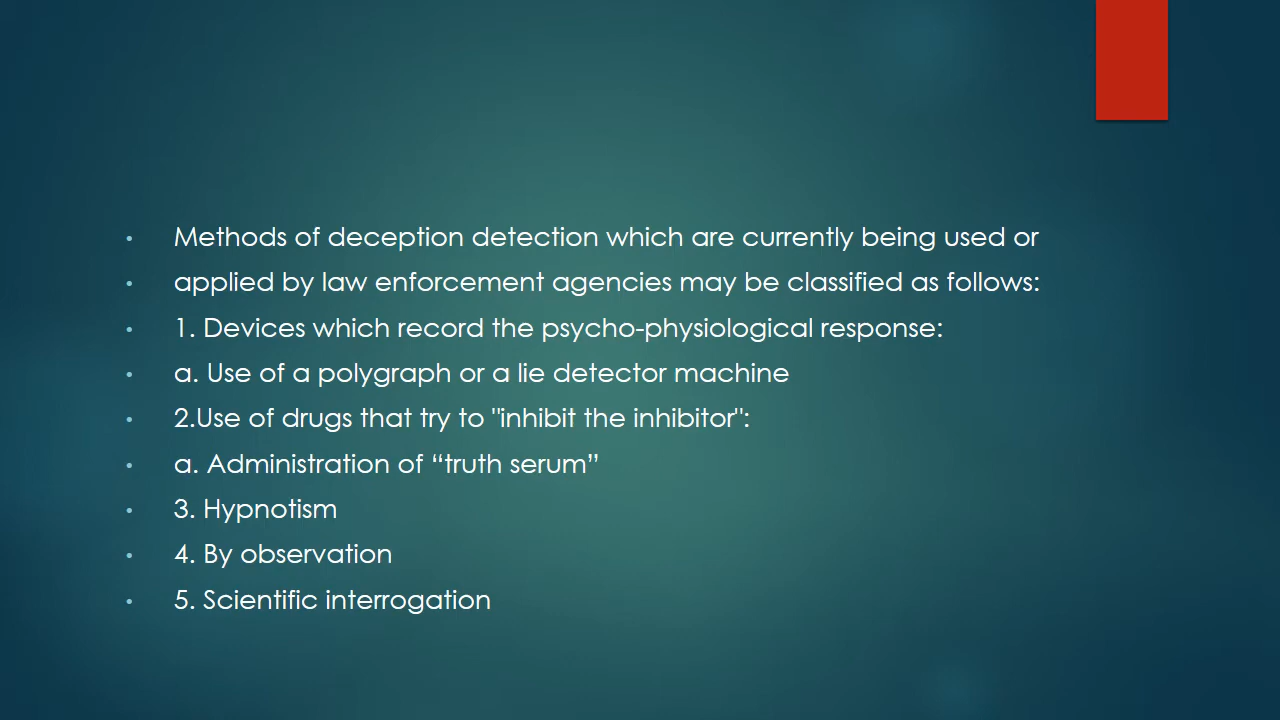 Methods of deception detection which are currently being used or
applied by law enforcement agencies may be classified as follows:
1. Devices which record the psycho-physiological response:
a. Use of a polygraph or a lie detector machine
2.Use of drugs that try to "inhibit the inhibitor":
a. Administration of “truth serum”
3. Hypnotism
4. By observation
5. Scientific interrogation